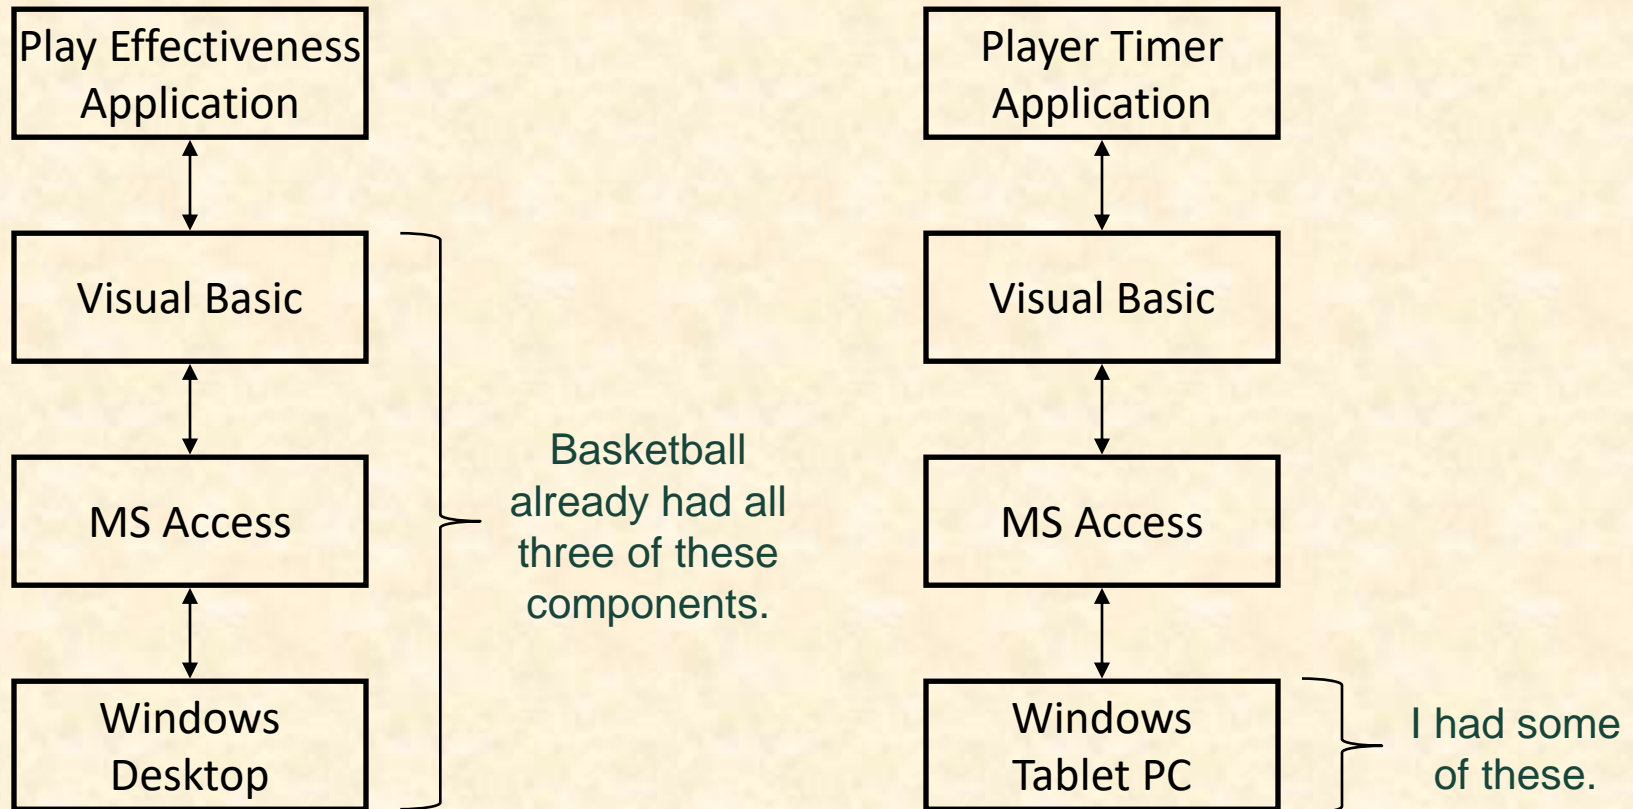 Play Effectiveness
Application
Visual Basic
MS Access
Windows
Desktop
Basketball
already had all
three of these
components.
Player Timer
Application
Visual Basic
MS Access
Windows
Tablet PC
I had some
of these.